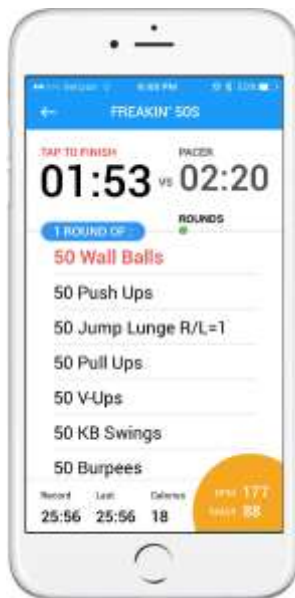 FREAKIN' 50S
TAP TO FINISH
PACER
01:53 vs 02:20
ROUNDS
1 ROUND OF
50 Wall Balls
50 Push Ups
50 Jump Lunge R/L=1
50 Pull Ups
50 V-Ups
50 KB Swings
50 Burpees
Record Last Calories
25:56 25:56 18
177
88